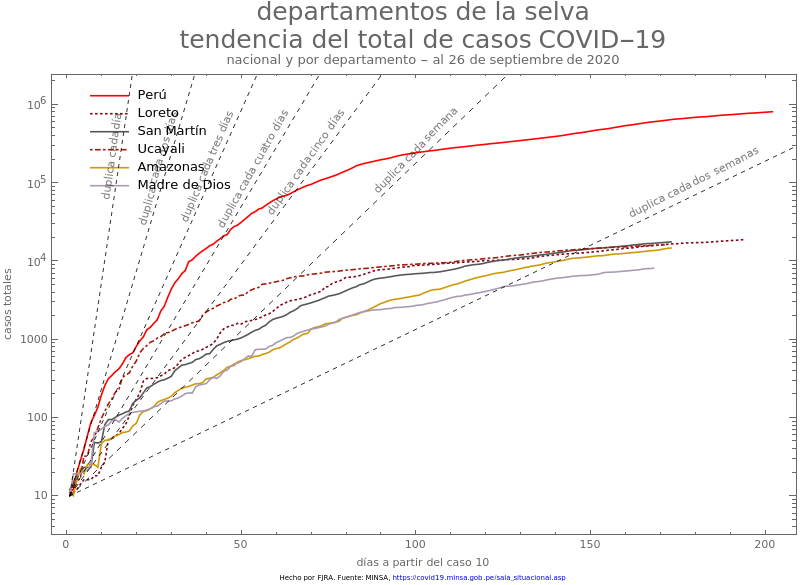 departamentos de la selva
tendencia del total de casos COVID−19
nacional y por departamento − al 26 de septiembre de 2020
Perú
Loreto
San Martín
Ucayali
Amazonas
Madre de Dios
duplica cada día
duplica cada dos días
duplica cada tres días
duplica cada cuatro días
duplica cada cinco días
duplica cada semana
duplica cada dos semanas
casos totales
10⁶
10⁵
10⁴
1000
100
10
0 50 100 150 200
días a partir del caso 10
Hecho por FJRA. Fuente: MINSA, https://covid19.minsa.gob.pe/sala_situacional.asp